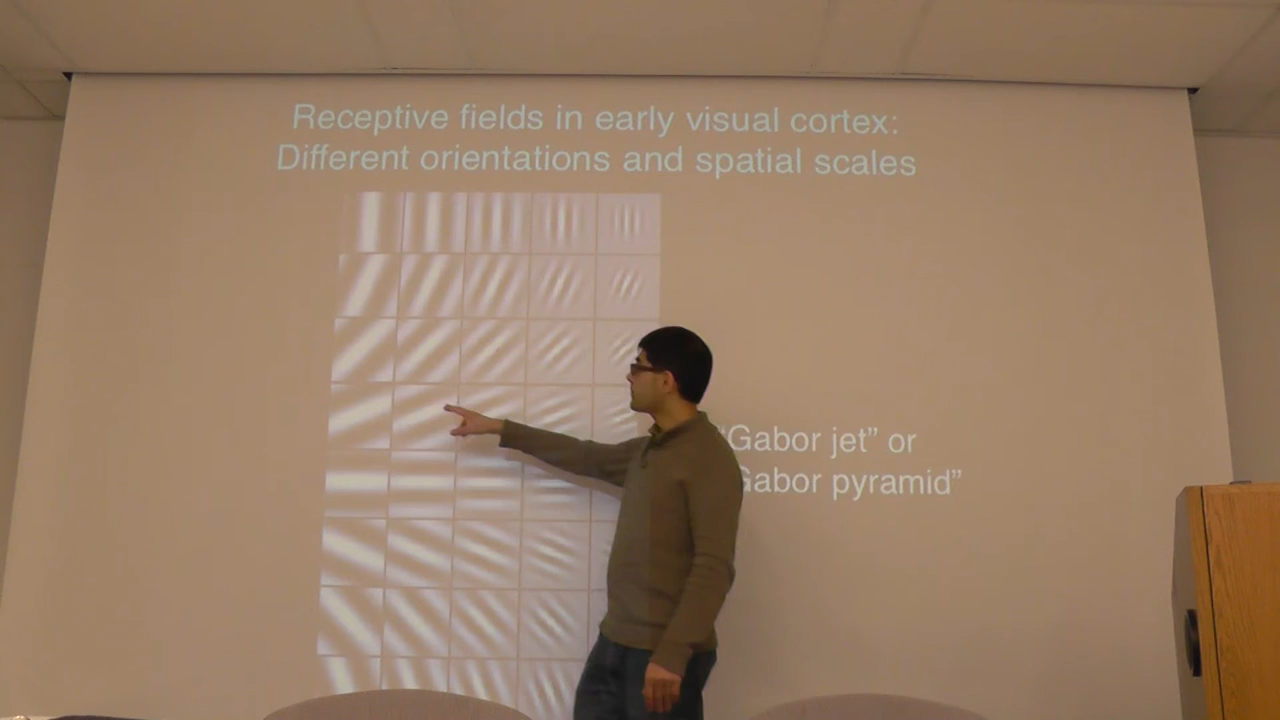 Receptive fields in early visual cortex:
Different orientations and spatial scales
“Gabor jet” or
Gabor pyramid”